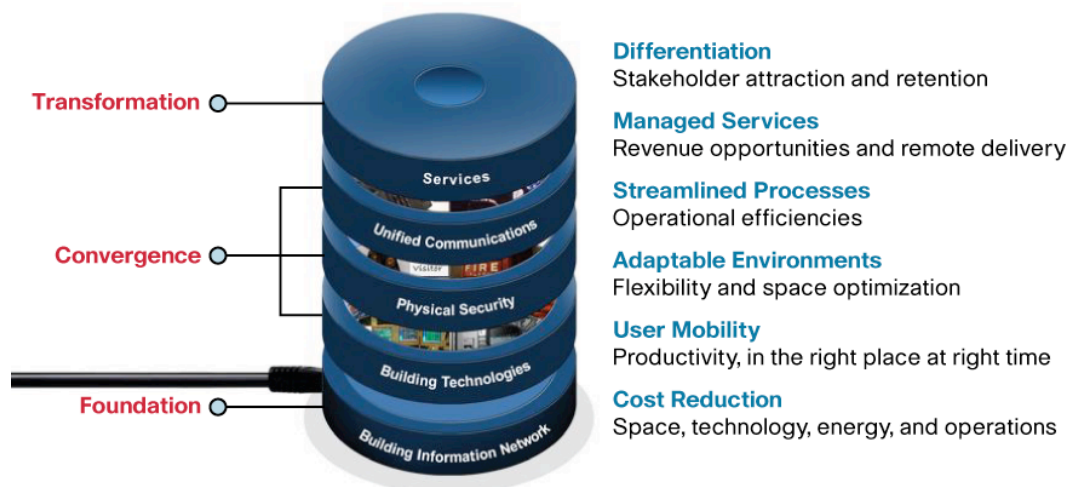 Transformation
Convergence
Foundation
Services
Unified Communications
visitor
FIRE
Physical Security
Building Technologies
Building Information Network
Differentiation
Stakeholder attraction and retention
Managed Services
Revenue opportunities and remote delivery
Streamlined Processes
Operational efficiencies
Adaptable Environments
Flexibility and space optimization
User Mobility
Productivity, in the right place at right time
Cost Reduction
Space, technology, energy, and operations